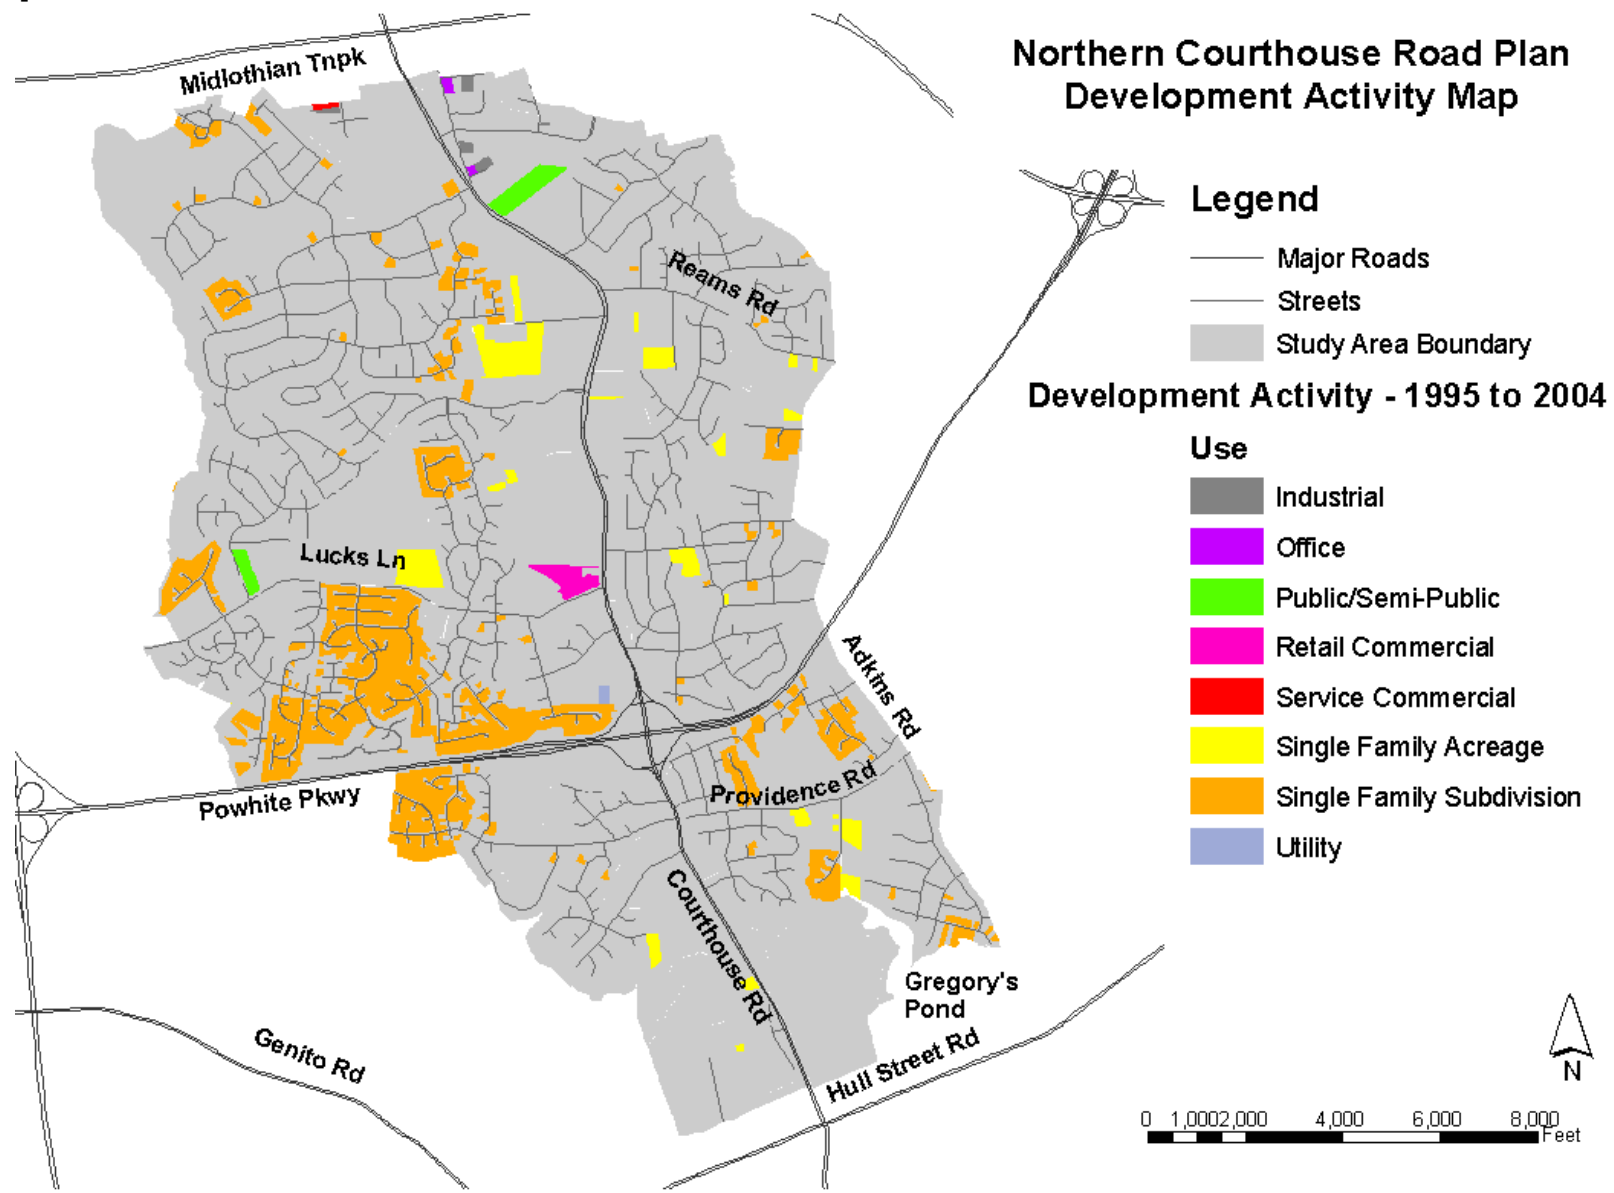 Northern Courthouse Road Plan
Development Activity Map
Midlothian Tnpk
Reams Rd
Lucks Ln
Adkins Rd
Powhite Pkwy
Providence Rd
Courthouse Rd
Gregory's
Pond
Genito Rd
Hull Street Rd
Legend
Major Roads
Streets
Study Area Boundary
Development Activity - 1995 to 2004
Use
Industrial
Office
Public/Semi-Public
Retail Commercial
Service Commercial
Single Family Acreage
Single Family Subdivision
Utility
N
0 1,000 2,000 4,000 6,000 8,000
Feet